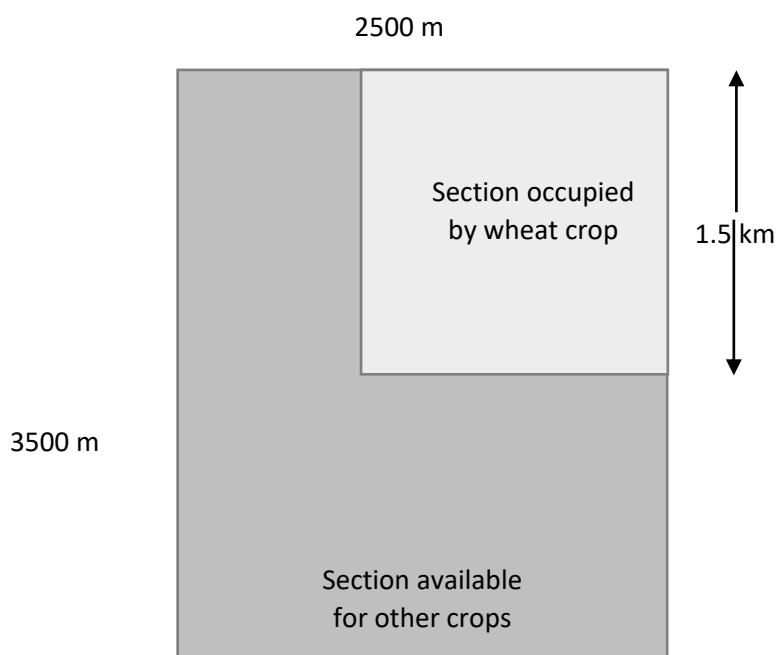 2500 m
Section occupied
by wheat crop
1.5 km
3500 m
Section available
for other crops